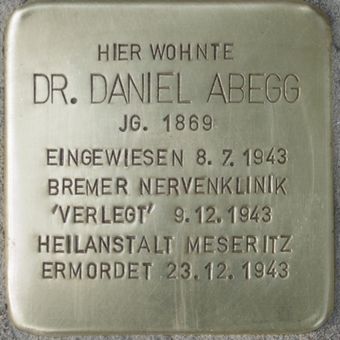 HIER WOHNTE
DR. DANIEL ABEGG
JG. 1869
EINGEWIESEN 8.7.1943
BREMER NERVENKLINIK
'VERLEGT' 9.12.1943
HEILANSTALT MESERITZ
ERMORDET 23.12.1943